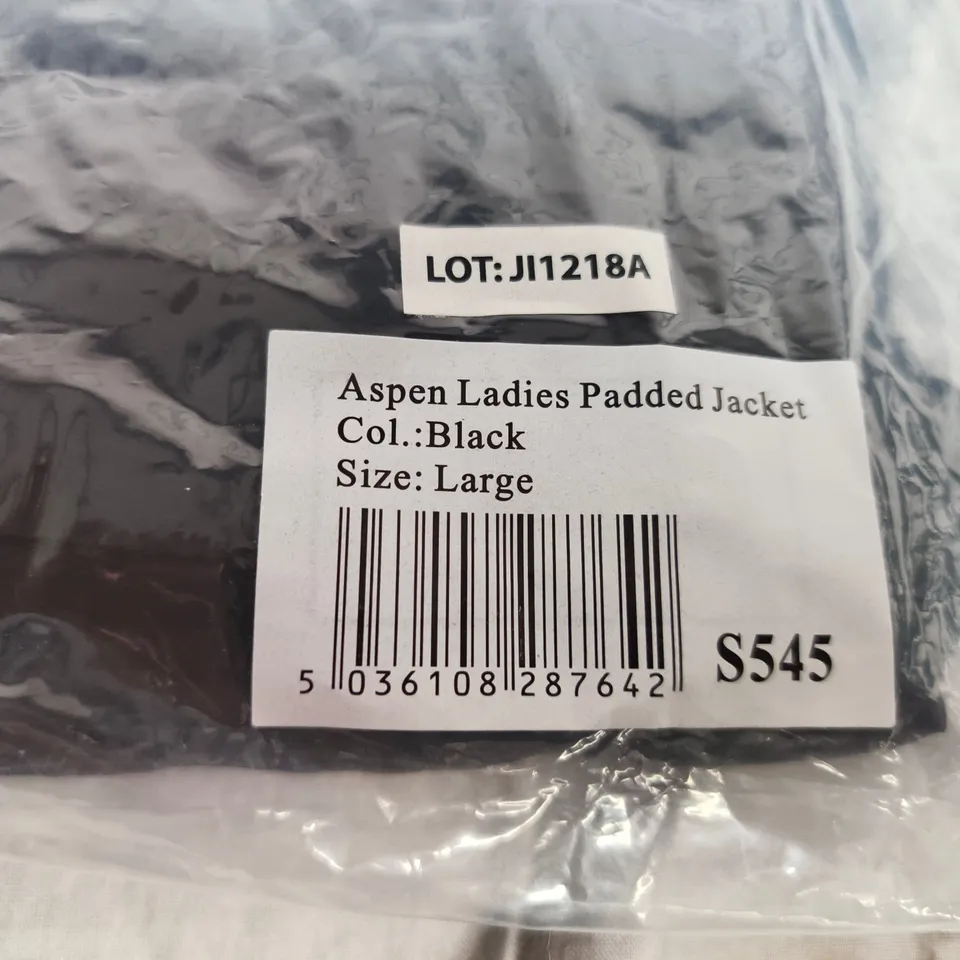 LOT: JI1218A
Aspen Ladies Padded Jacket
Col.:Black
Size: Large
5 036108 287642
S545